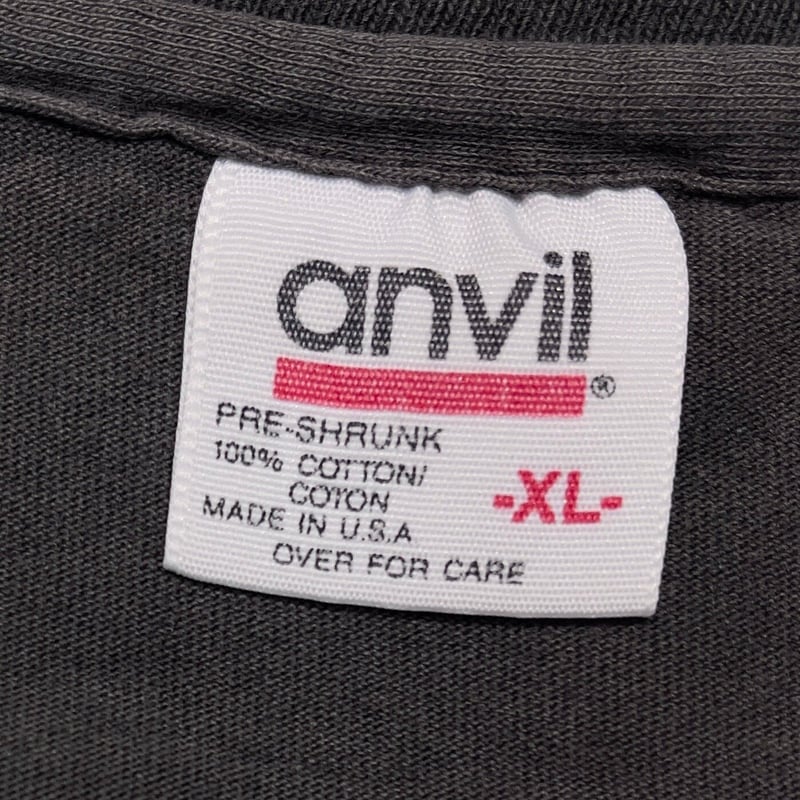 anvil®
PRE-SHRUNK
100% COTTON/
COTON
-XL-
MADE IN U.S.A
OVER FOR CARE